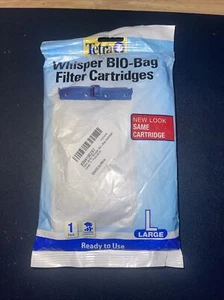 Tetra
Whisper BIO-Bag
Filter Cartridges
NEW LOOK
SAME
CARTRIDGE
1
L
LARGE
Ready to Use